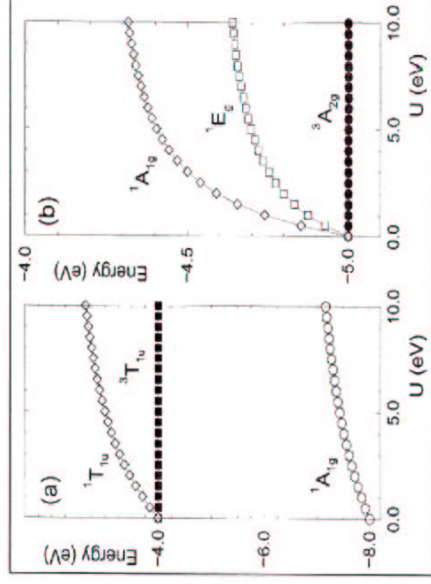 (a)
Energy (eV)
-4.0
-6.0
-8.0
¹T₁ᵤ
³T₁ᵤ
¹A₁g
0.0
5.0
10.0
U (eV)
(b)
Energy (eV)
-4.0
-4.5
-5.0
¹A₁g
¹Eg
³A₂g
0.0
5.0
10.0
U (eV)